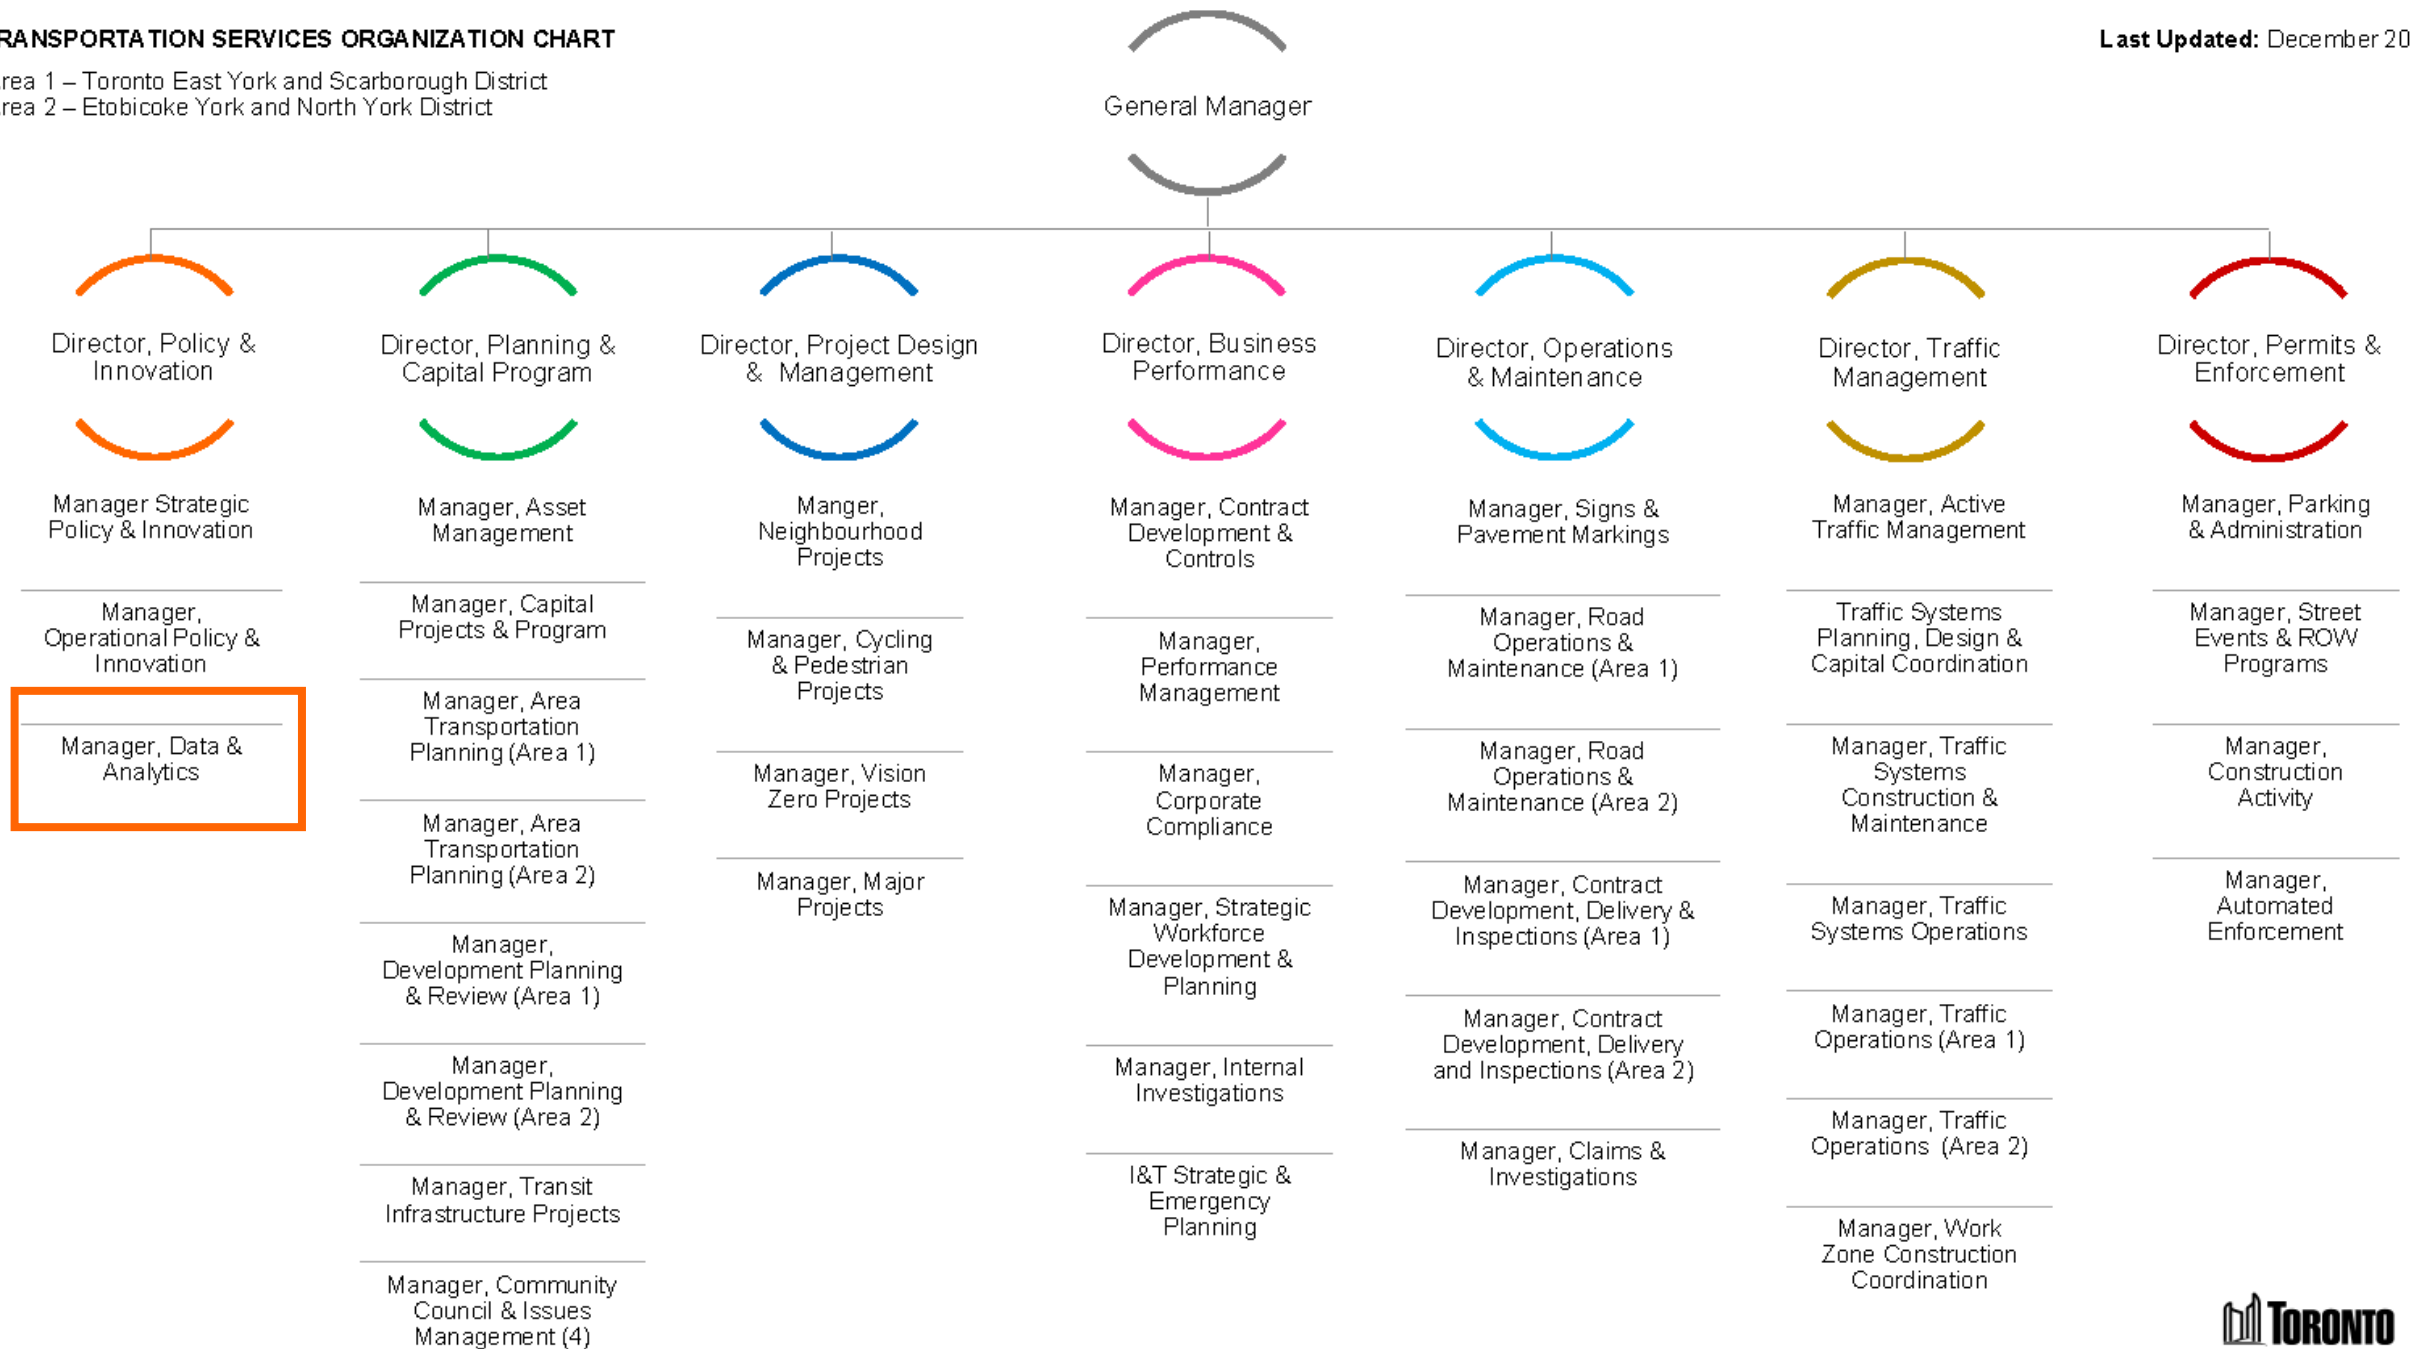 RANSPORTATION SERVICES ORGANIZATION CHART
rea 1 – Toronto East York and Scarborough District
rea 2 – Etobicoke York and North York District
Last Updated: December 20
General Manager
Director, Policy &
Innovation
Manager Strategic
Policy & Innovation
Manager,
Operational Policy &
Innovation
Manager, Data &
Analytics
Director, Planning &
Capital Program
Manager, Asset
Management
Manager, Capital
Projects & Program
Manager, Area
Transportation
Planning (Area 1)
Manager, Area
Transportation
Planning (Area 2)
Manager,
Development Planning
& Review (Area 1)
Manager,
Development Planning
& Review (Area 2)
Manager, Transit
Infrastructure Projects
Manager, Community
Council & Issues
Management (4)
Director, Project Design
& Management
Manger,
Neighbourhood
Projects
Manager, Cycling
& Pedestrian
Projects
Manager, Vision
Zero Projects
Manager, Major
Projects
Director, Business
Performance
Manager, Contract
Development &
Controls
Manager,
Performance
Management
Manager,
Corporate
Compliance
Manager, Strategic
Workforce
Development &
Planning
Manager, Internal
Investigations
I&T Strategic &
Emergency
Planning
Director, Operations
& Maintenance
Manager, Signs &
Pavement Markings
Manager, Road
Operations &
Maintenance (Area 1)
Manager, Road
Operations &
Maintenance (Area 2)
Manager, Contract
Development, Delivery &
Inspections (Area 1)
Manager, Contract
Development, Delivery
and Inspections (Area 2)
Manager, Claims &
Investigations
Director, Traffic
Management
Manager, Active
Traffic Management
Traffic Systems
Planning, Design &
Capital Coordination
Manager, Traffic
Systems
Construction &
Maintenance
Manager, Traffic
Systems Operations
Manager, Traffic
Operations (Area 1)
Manager, Traffic
Operations (Area 2)
Manager, Work
Zone Construction
Coordination
Director, Permits &
Enforcement
Manager, Parking
& Administration
Manager, Street
Events & ROW
Programs
Manager,
Construction
Activity
Manager,
Automated
Enforcement
TORONTO